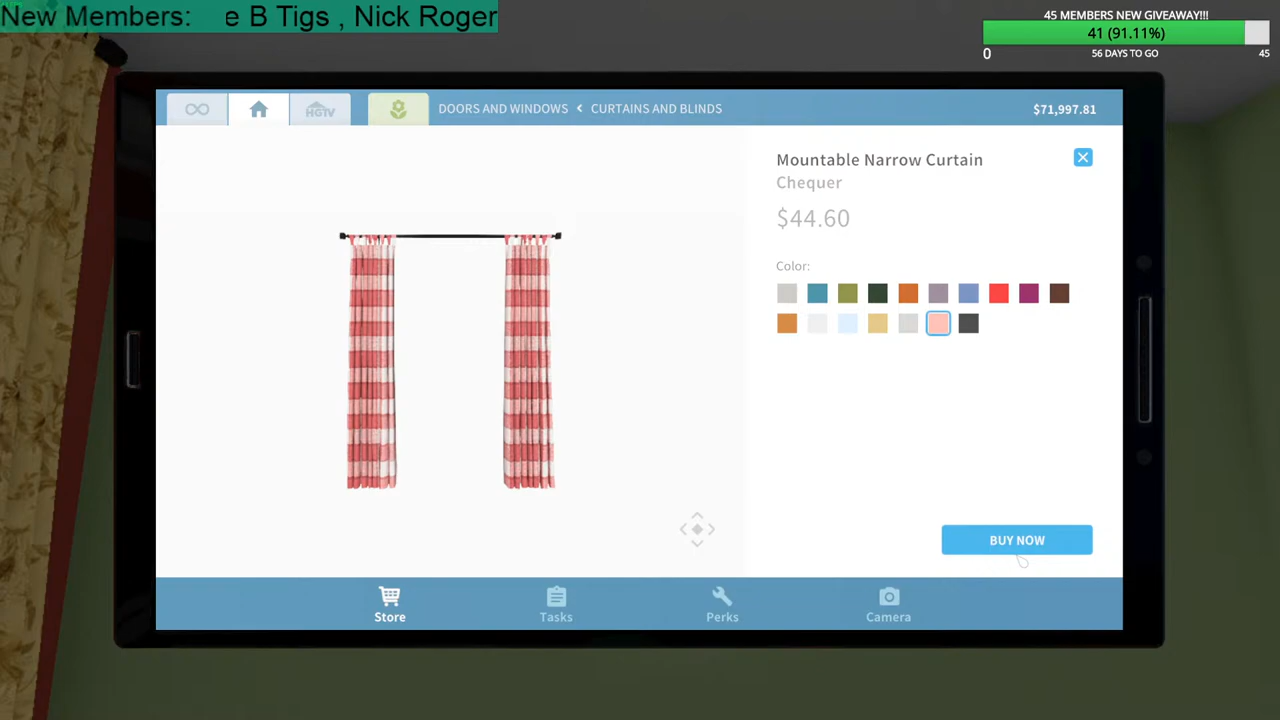 New Members: e B Tigs , Nick Roger
45 MEMBERS NEW GIVEAWAY!!!
41 (91.11%)
0 56 DAYS TO GO 45
HGTV
DOORS AND WINDOWS < CURTAINS AND BLINDS
$71,997.81
Mountable Narrow Curtain
Chequer
$44.60
Color:
BUY NOW
Store Tasks Perks Camera